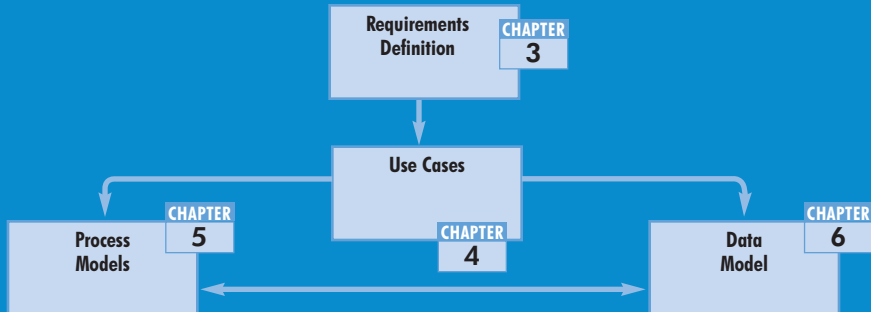 Requirements
Definition
CHAPTER
3
Use Cases
CHAPTER
4
Process
Models
CHAPTER
5
Data
Model
CHAPTER
6